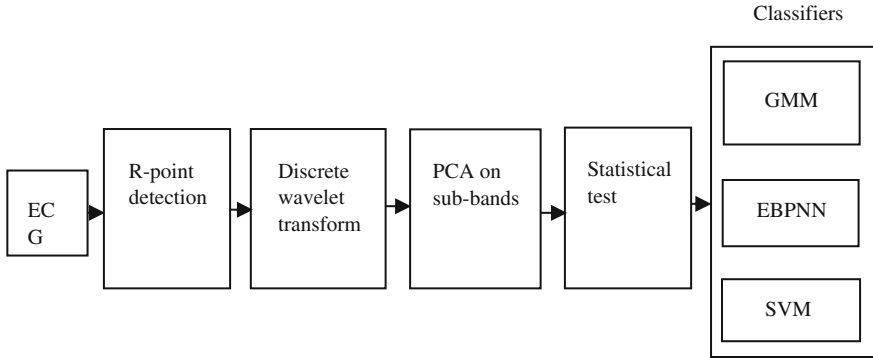 Classifiers
EC
G
R-point
detection
Discrete
wavelet
transform
PCA on
sub-bands
Statistical
test
GMM
EBPNN
SVM